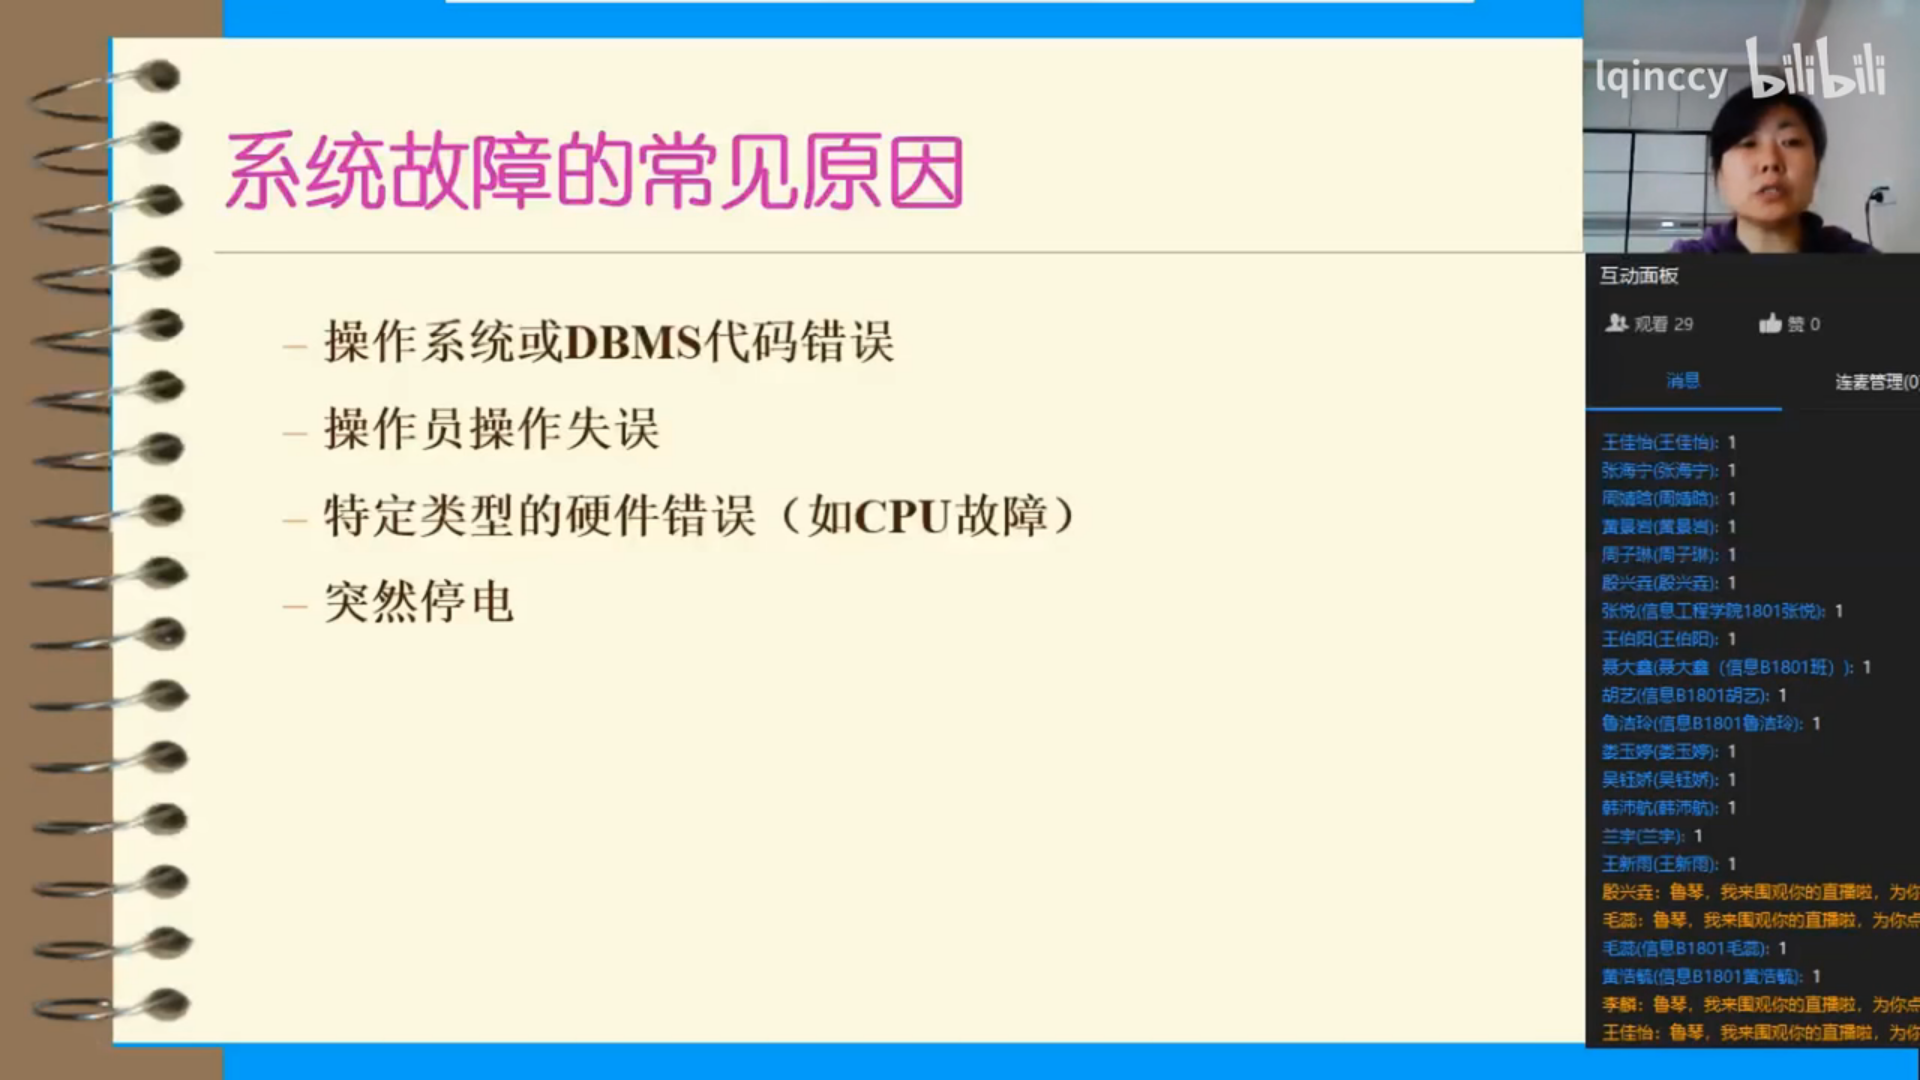 系统故障的常见原因
– 操作系统或DBMS代码错误
– 操作员操作失误
– 特定类型的硬件错误（如CPU故障）
– 突然停电
lqinccy bilibili
互动面板
观看 29 赞 0
消息 连麦管理(0
王佳怡(王佳怡): 1
张海宁(张海宁): 1
周婧晗(周婧晗): 1
黄景岩(黄景岩): 1
周子琳(周子琳): 1
殷兴垚(殷兴垚): 1
张悦(信息工程学院1801张悦): 1
王伯阳(王伯阳): 1
聂大鑫(聂大鑫（信息B1801班）): 1
胡艺(信息B1801胡艺): 1
鲁洁玲(信息B1801鲁洁玲): 1
娄玉婷(娄玉婷): 1
吴钰娇(吴钰娇): 1
韩沛航(韩沛航): 1
兰宇(兰宇): 1
王新雨(王新雨): 1
殷兴垚: 鲁琴，我来围观你的直播啦，为你
毛蕊: 鲁琴，我来围观你的直播啦，为你点
毛蕊(信息B1801毛蕊): 1
黄浩毓(信息B1801黄浩毓): 1
李麟: 鲁琴，我来围观你的直播啦，为你点
王佳怡: 鲁琴，我来围观你的直播啦，为你